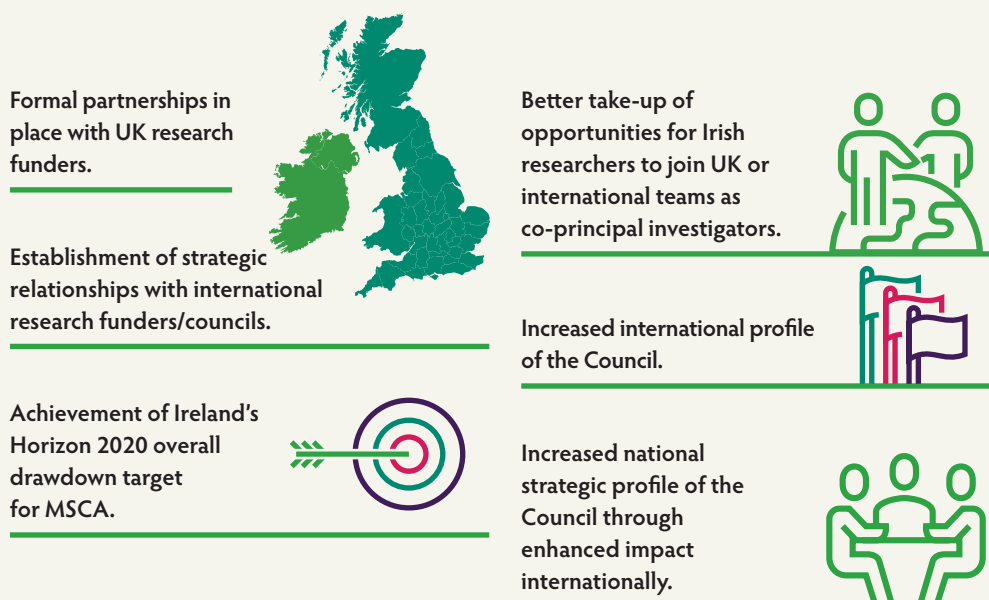 Formal partnerships in
place with UK research
funders.
Establishment of strategic
relationships with international
research funders/councils.
Achievement of Ireland's
Horizon 2020 overall
drawdown target
for MSCA.
Better take-up of
opportunities for Irish
researchers to join UK or
international teams as
co-principal investigators.
Increased international profile
of the Council.
Increased national
strategic profile of the
Council through
enhanced impact
internationally.